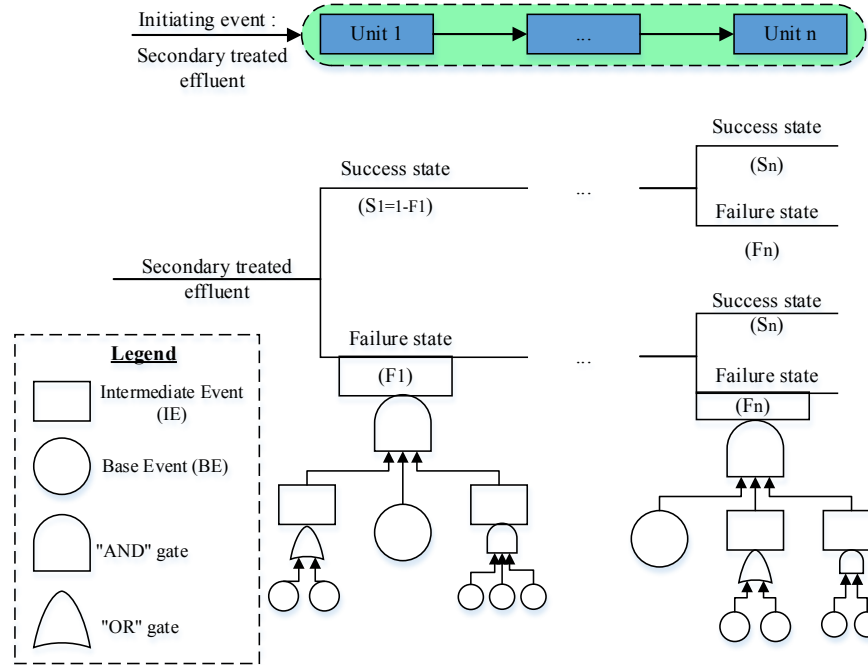 Initiating event :
Secondary treated
effluent
Unit 1
...
Unit n
Success state
(Sn)
Failure state
(Fn)
Success state
(S1=1-F1)
...
Secondary treated
effluent
Success state
(Sn)
Failure state
(F1)
...
Failure state
(Fn)
Legend
Intermediate Event
(IE)
Base Event (BE)
"AND" gate
"OR" gate